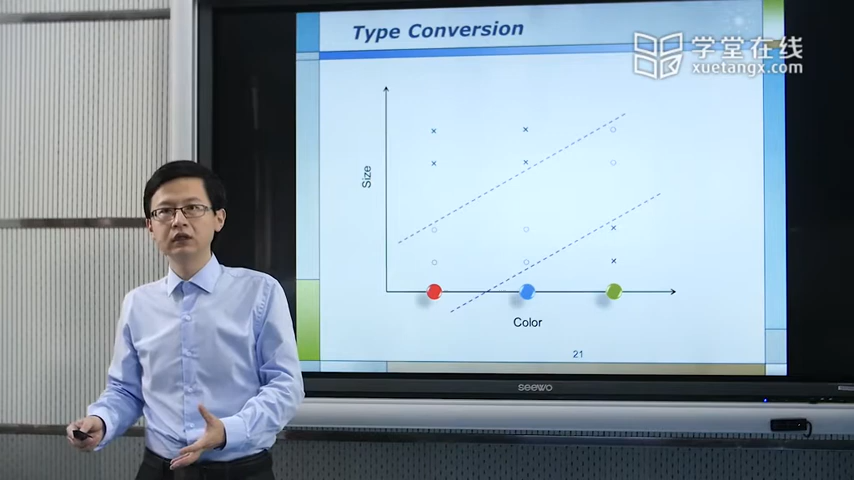 Type Conversion
学堂在线
xuetangx.com
Size
Color
21
seewo